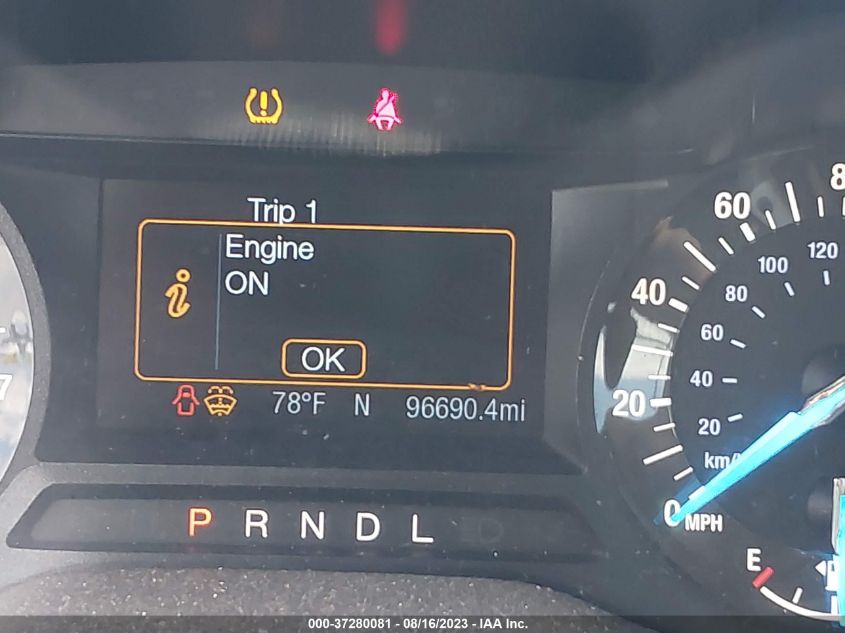 Trip 1
Engine
ON
OK
78°F N 96690.4mi
P R N D L
0 20 40 60
MPH
20 40 60 80 100 120
km/
E
000-37280081 - 08/16/2023 - IAA Inc.